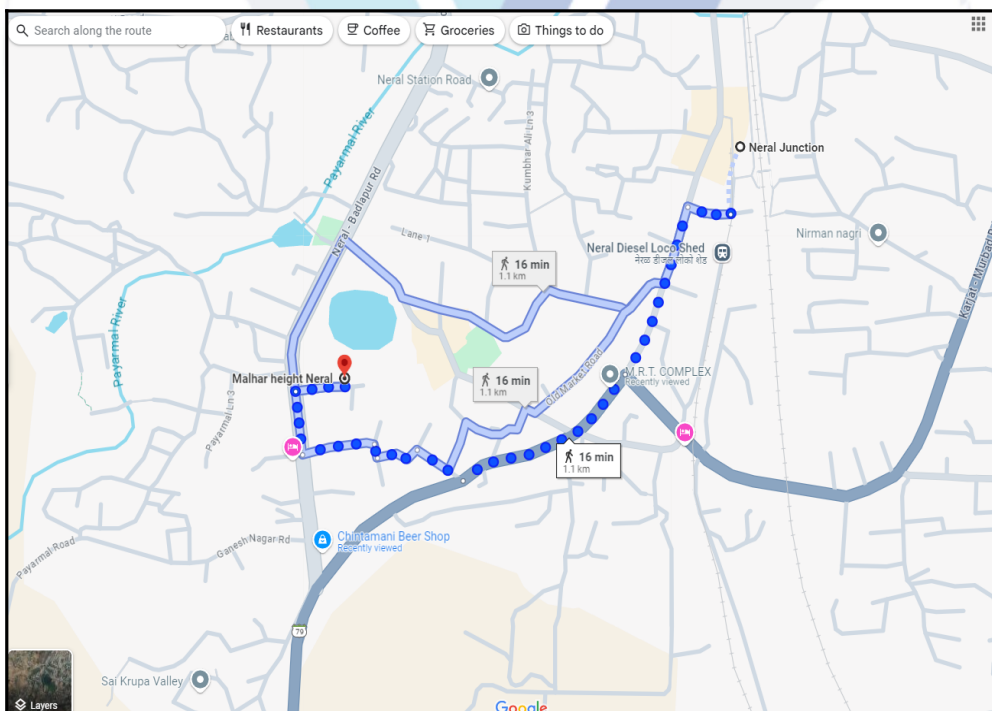 Search along the route
Restaurants
Coffee
Groceries
Things to do
Neral Station Road
Payarmal River
Kumbhar Ali Ln 3
Neral Junction
Neral - Badlapur Rd
Lane 1
Nirman nagri
Neral Diesel Loco Shed
नेरळ डीजल लोको शेड
16 min
1.1 km
Karjat - Murbad
Payarmal River
Malhar height Neral
M.R.T. COMPLEX
Recently viewed
16 min
1.1 km
Old Market Road
Payarmal Ln 3
16 min
1.1 km
Chintamani Beer Shop
Recently viewed
Ganesh Nagar Rd
Payarmal Road
79
Sai Krupa Valley
Layers
Google